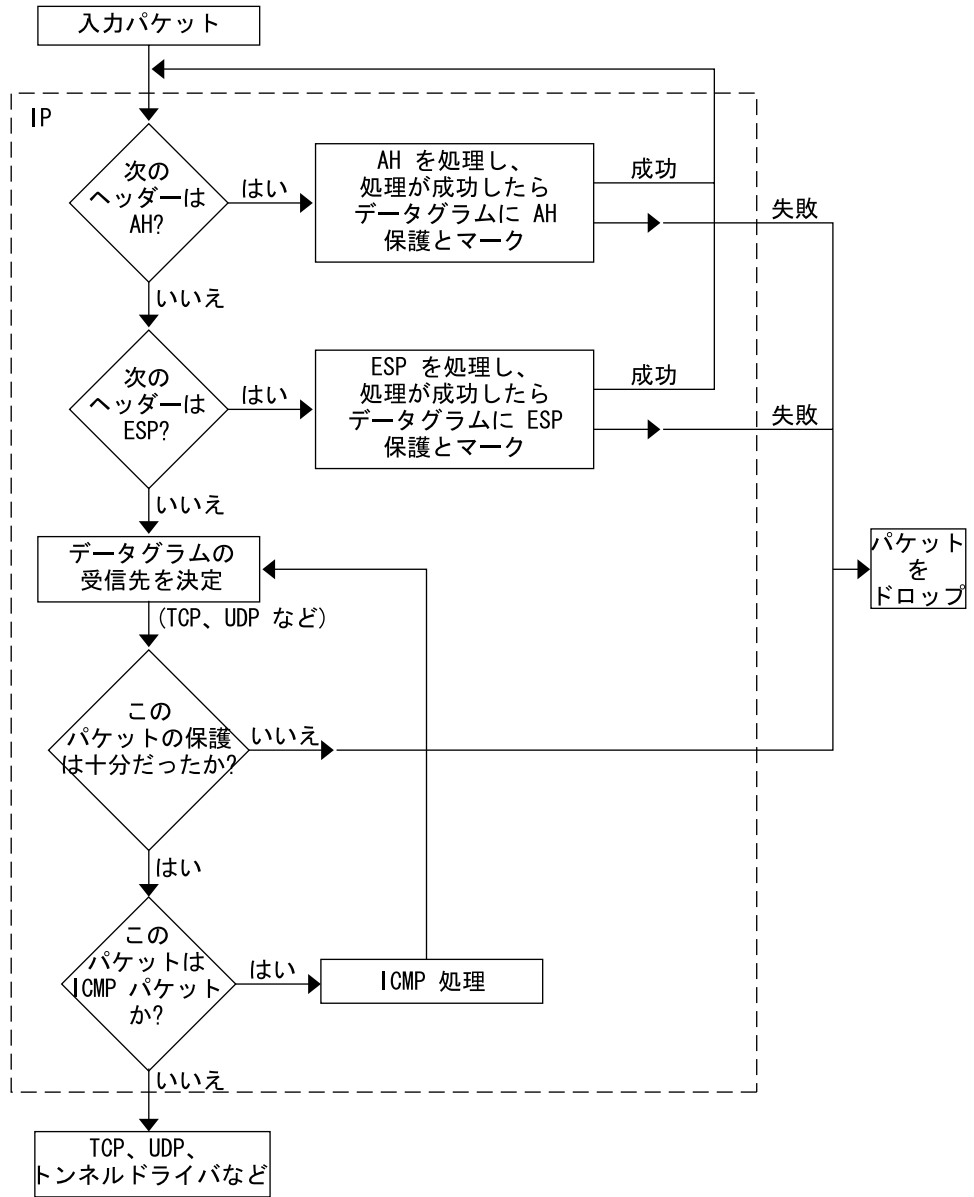 入力パケット
IP
次の
ヘッダーは
AH?
はい
AH を処理し、
処理が成功したら
データグラムに AH
保護とマーク
成功
失敗
いいえ
次の
ヘッダーは
ESP?
はい
ESP を処理し、
処理が成功したら
データグラムに ESP
保護とマーク
成功
失敗
いいえ
データグラムの
受信先を決定
パケット
を
ドロップ
(TCP、UDP など)
この
パケットの保護
は十分だったか?
いいえ
はい
この
パケットは
ICMP パケット
か?
はい
ICMP 処理
いいえ
TCP、UDP、
トンネルドライバなど